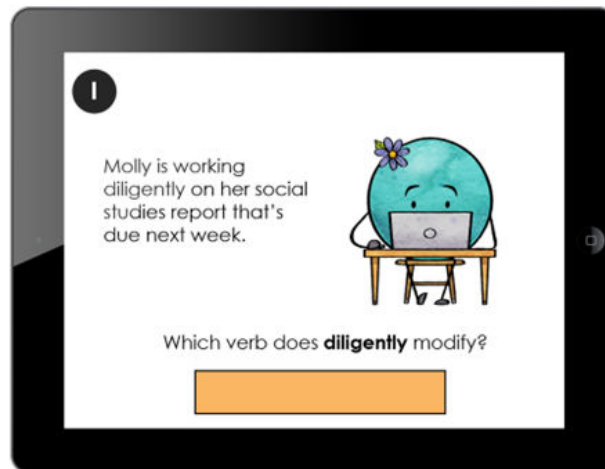 1
Molly is working
diligently on her social
studies report that's
due next week.
Which verb does diligently modify?